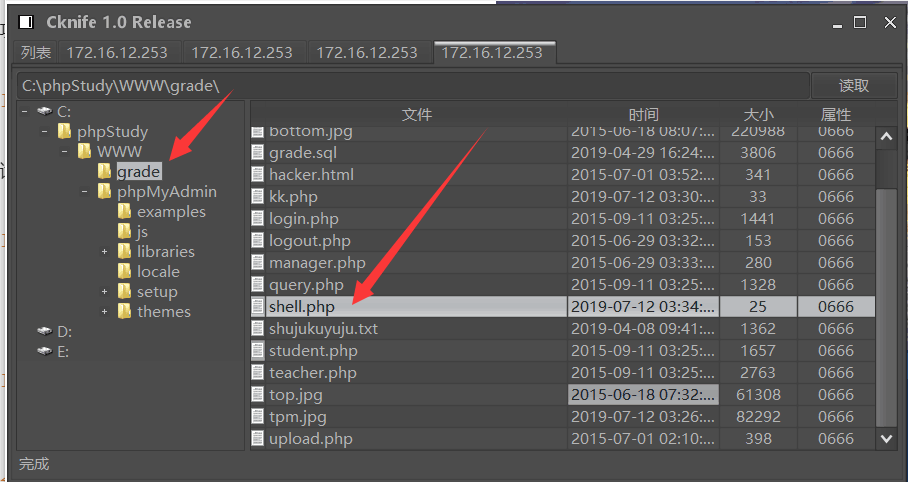 Cknife 1.0 Release
列表 172.16.12.253 172.16.12.253 172.16.12.253 172.16.12.253
C:\phpStudy\WWW\grade\ 读取
C:
phpStudy
WWW
grade
phpMyAdmin
examples
js
libraries
locale
setup
themes
D:
E:
文件 时间 大小 属性
bottom.jpg 2015-06-18 08:07:... 220988 0666
grade.sql 2019-04-29 16:24:... 3806 0666
hacker.html 2015-07-01 03:52:... 341 0666
kk.php 2019-07-12 03:30:... 33 0666
login.php 2015-09-11 03:25:... 1441 0666
logout.php 2015-06-29 03:32:... 153 0666
manager.php 2015-06-29 03:33:... 280 0666
query.php 2015-09-11 03:25:... 1328 0666
shell.php 2019-07-12 03:34:... 25 0666
shujukuyuju.txt 2019-04-08 09:41:... 1362 0666
student.php 2015-09-11 03:25:... 1657 0666
teacher.php 2015-09-11 03:25:... 2763 0666
top.jpg 2015-06-18 07:32:... 61308 0666
tpm.jpg 2019-07-12 03:26:... 82292 0666
upload.php 2015-07-01 02:10:... 398 0666
完成